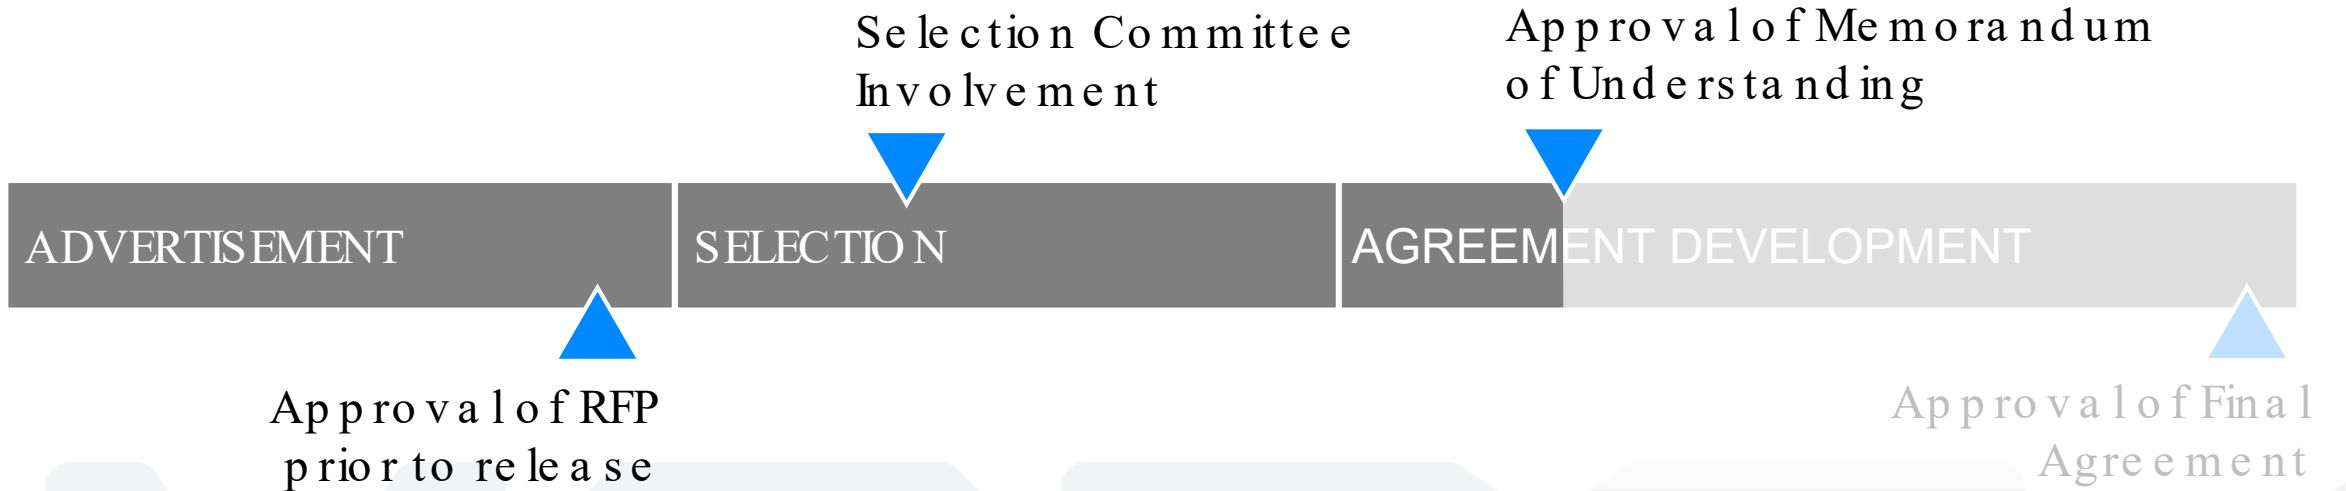 Selection Committee
Involvement
Approval of Memorandum
of Understanding
ADVERTISEMENT
SELECTION
AGREEMENT DEVELOPMENT
Approval of RFP
prior to release
Approval of Final
Agreement